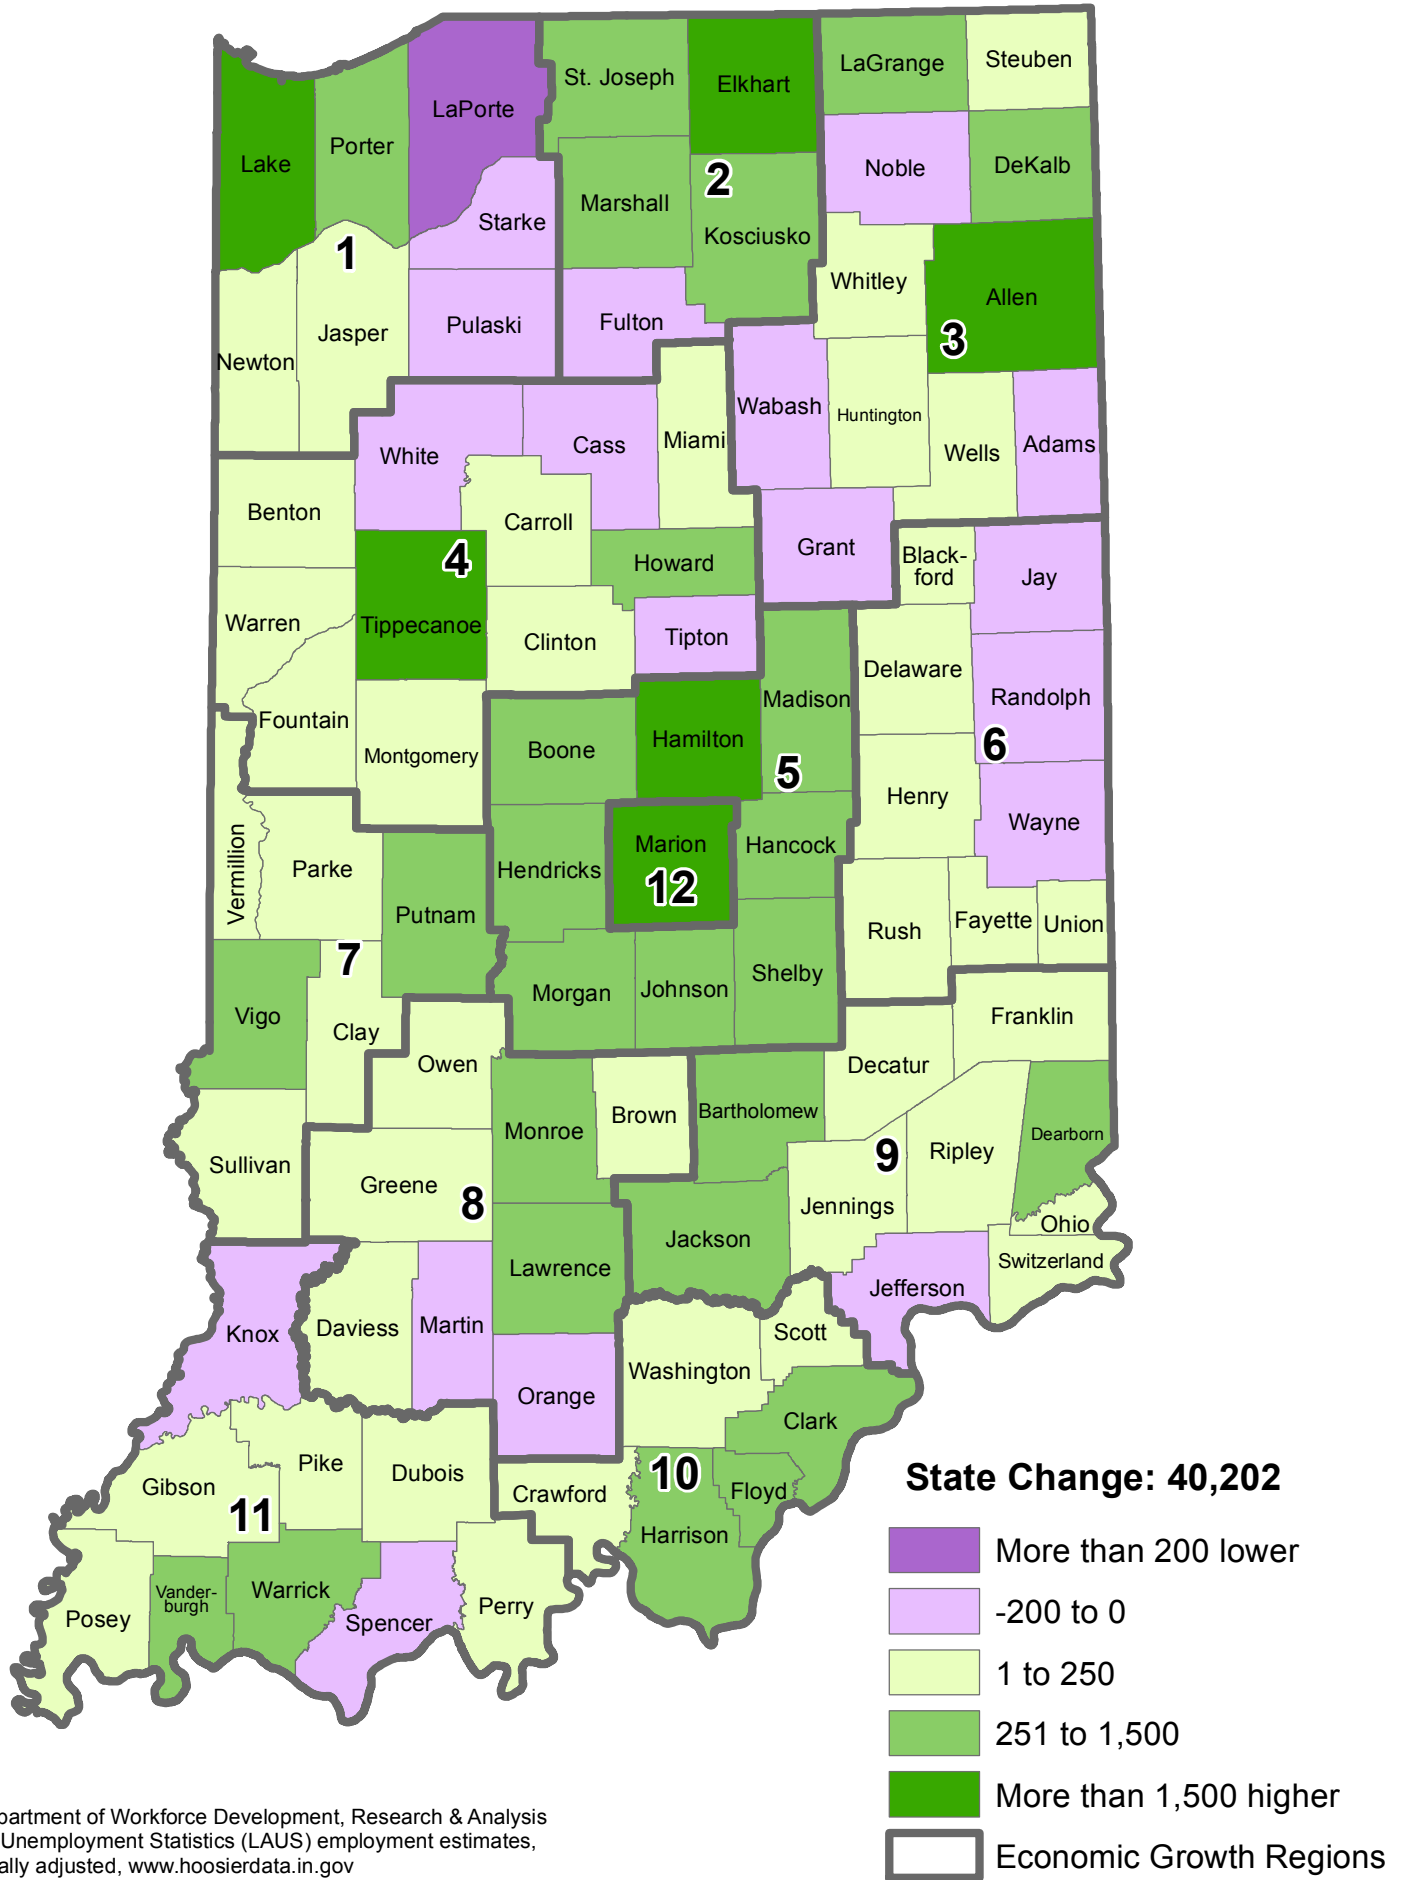 LaGrange
Steuben
St. Joseph
Elkhart
LaPorte
Porter
Lake
Noble
DeKalb
Marshall
2
Starke
Kosciusko
1
Whitley
Allen
Pulaski
Fulton
Jasper
3
Newton
Wabash
Huntington
Adams
Miami
Cass
White
Wells
Benton
Carroll
Grant
4
Howard
Black-
ford
Jay
Warren
Tippecanoe
Clinton
Tipton
Delaware
Randolph
Madison
Fountain
Hamilton
6
Boone
Montgomery
5
Henry
Wayne
Marion
Hancock
Hendricks
12
Vermillion
Parke
Putnam
Rush
Fayette
Union
7
Shelby
Johnson
Morgan
Vigo
Clay
Franklin
Owen
Decatur
Brown
Bartholomew
Monroe
Dearborn
9
Ripley
Sullivan
Greene
8
Jennings
Ohio
Jackson
Switzerland
Lawrence
Jefferson
Knox
Daviess
Martin
Scott
Washington
Orange
Clark
Pike
Dubois
10
Gibson
Crawford
Floyd
11
Harrison
Vander-
burgh
Warrick
Posey
Spencer
Perry
State Change: 40,202
More than 200 lower
-200 to 0
1 to 250
251 to 1,500
More than 1,500 higher
Economic Growth Regions
partment of Workforce Development, Research & Analysis
Unemployment Statistics (LAUS) employment estimates,
ally adjusted, www.hoosierdata.in.gov